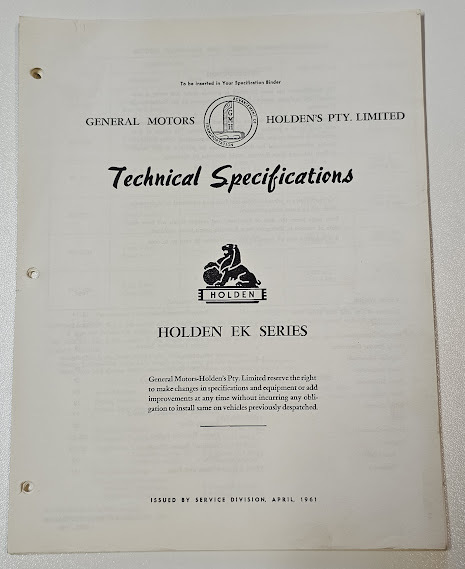 To be inserted in Your Specification Binder
GENERAL MOTORS HOLDEN'S PTY. LIMITED
GMH
Technical Specifications
HOLDEN
HOLDEN EK SERIES
General Motors-Holden's Pty. Limited reserve the right
to make changes in specifications and equipment or add
improvements at any time without incurring any obli-
gation to install same on vehicles previously despatched.
ISSUED BY SERVICE DIVISION, APRIL, 1961